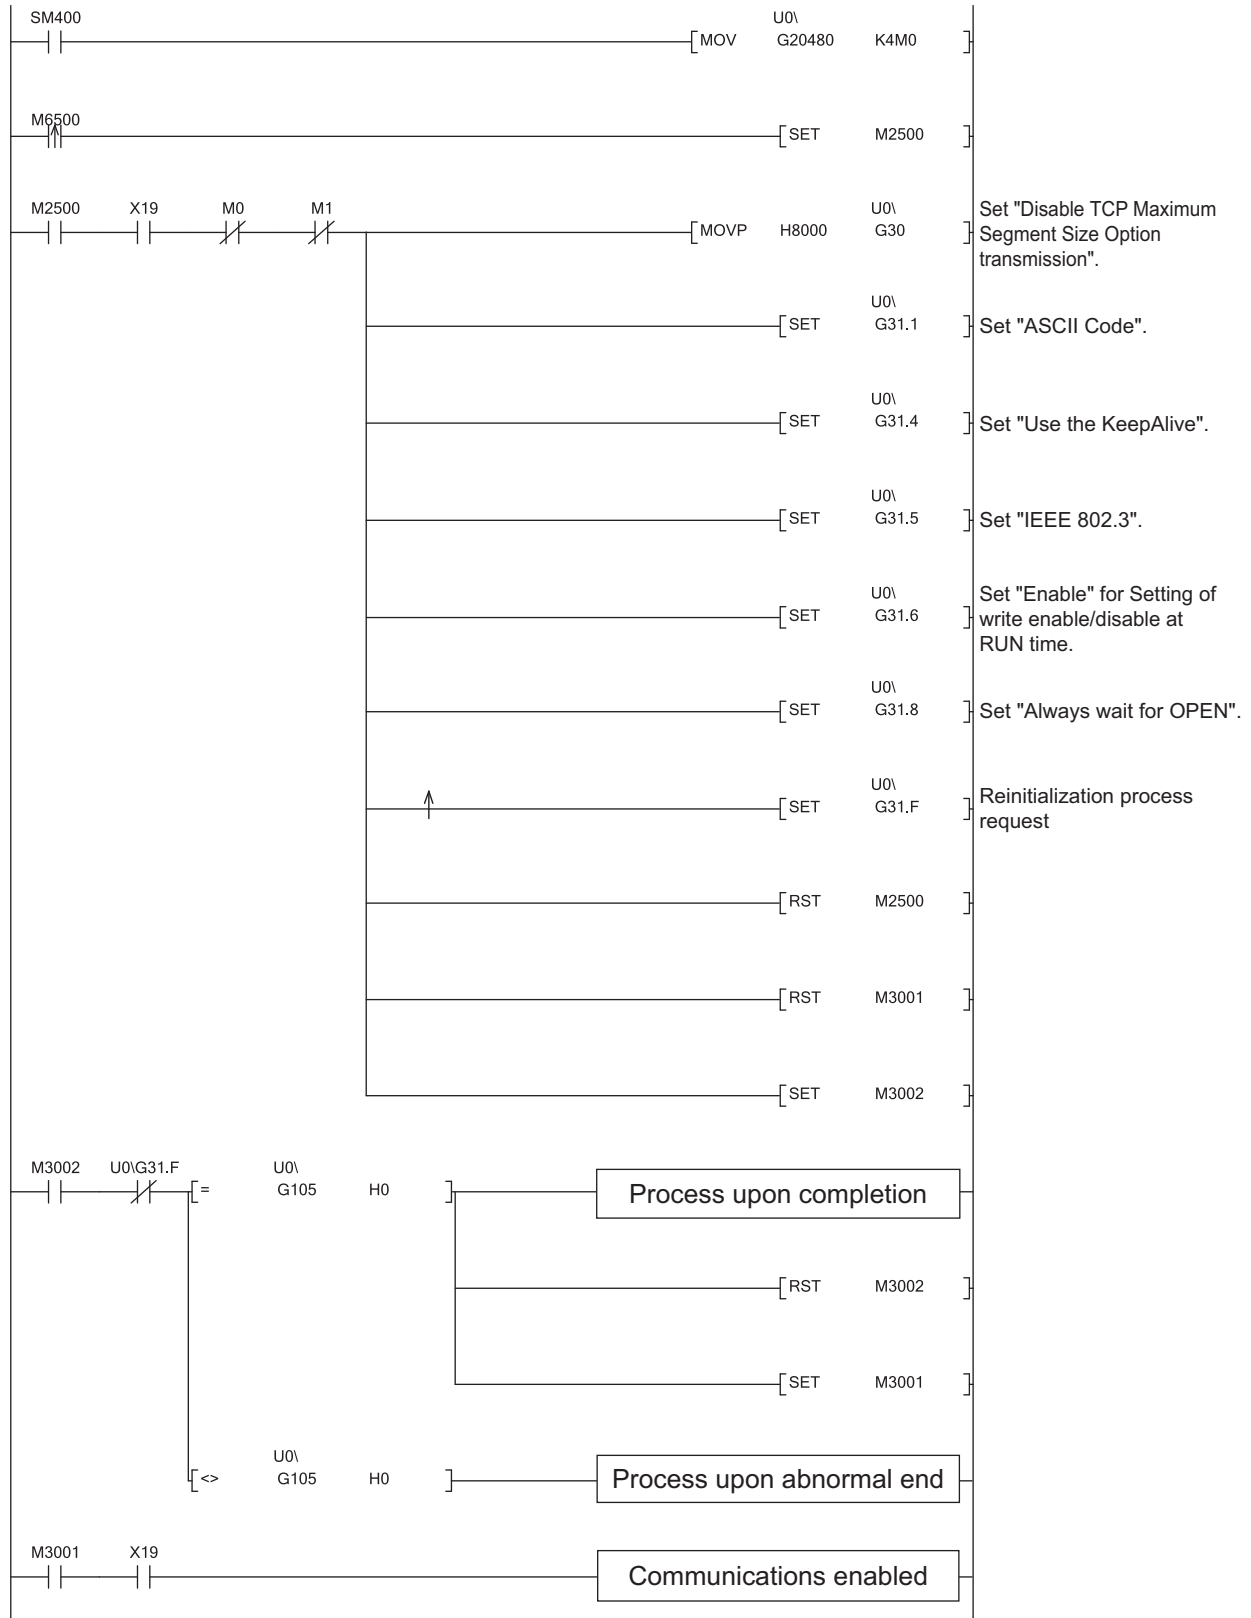 SM400
U0\
MOV G20480 K4M0
M6500
SET M2500
M2500 X19 M0 M1
U0\
MOVP H8000 G30
Set "Disable TCP Maximum
Segment Size Option
transmission".
U0\
SET G31.1
Set "ASCII Code".
U0\
SET G31.4
Set "Use the KeepAlive".
U0\
SET G31.5
Set "IEEE 802.3".
U0\
SET G31.6
Set "Enable" for Setting of
write enable/disable at
RUN time.
U0\
SET G31.8
Set "Always wait for OPEN".
U0\
SET G31.F
Reinitialization process
request
RST M2500
RST M3001
SET M3002
M3002 U0\G31.F
U0\
= G105 H0
Process upon completion
RST M3002
SET M3001
U0\
<> G105 H0
Process upon abnormal end
M3001 X19
Communications enabled